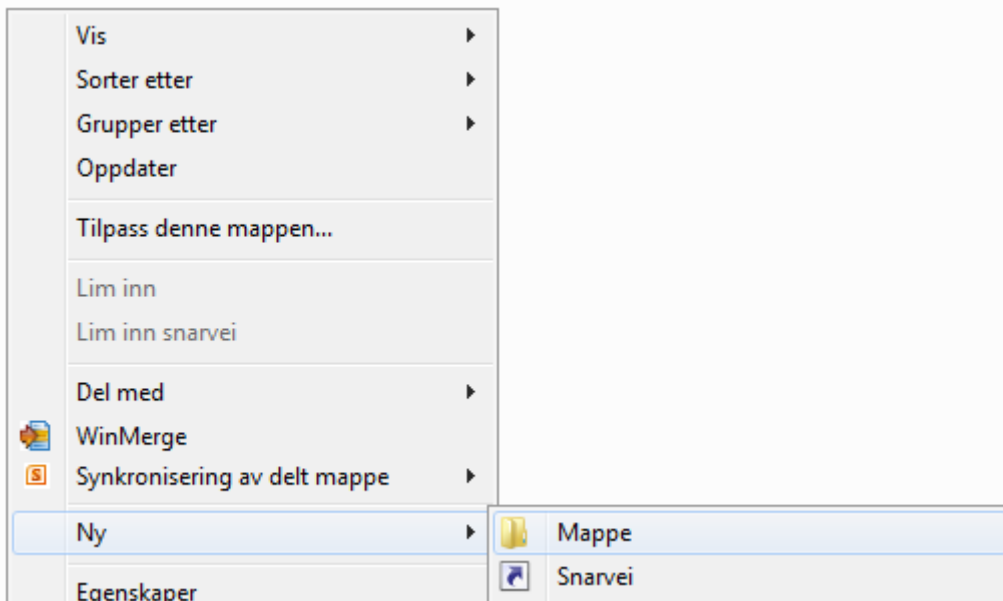 Vis
Sorter etter
Grupper etter
Oppdater
Tilpass denne mappen...
Lim inn
Lim inn snarvei
Del med
WinMerge
S
Synkronisering av delt mappe
Ny
Mappe
Snarvei
Egenskaper